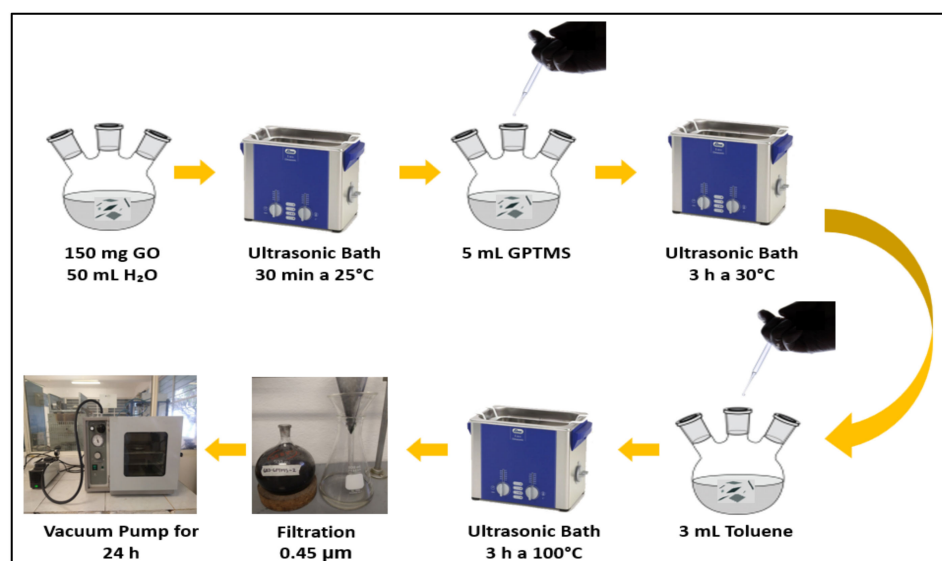 150 mg GO
50 mL H₂O
Ultrasonic Bath
30 min a 25°C
5 mL GPTMS
Ultrasonic Bath
3 h a 30°C
3 mL Toluene
Ultrasonic Bath
3 h a 100°C
Filtration
0.45 µm
Vacuum Pump for
24 h